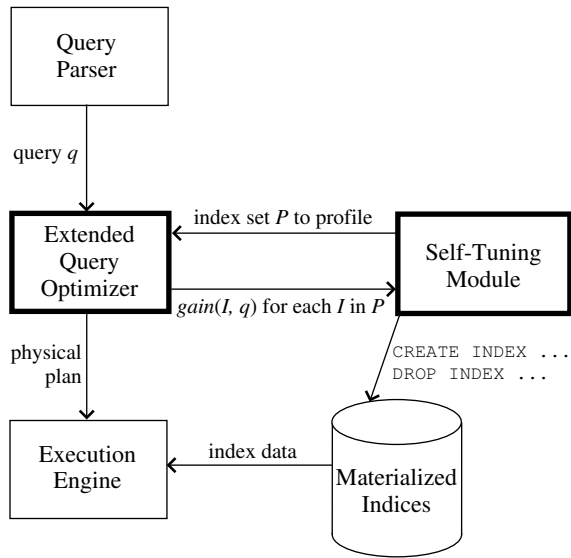 Query
Parser
query q
index set P to profile
Extended
Query
Optimizer
Self-Tuning
Module
gain(I, q) for each I in P
physical
plan
CREATE INDEX ...
DROP INDEX ...
Execution
Engine
index data
Materialized
Indices